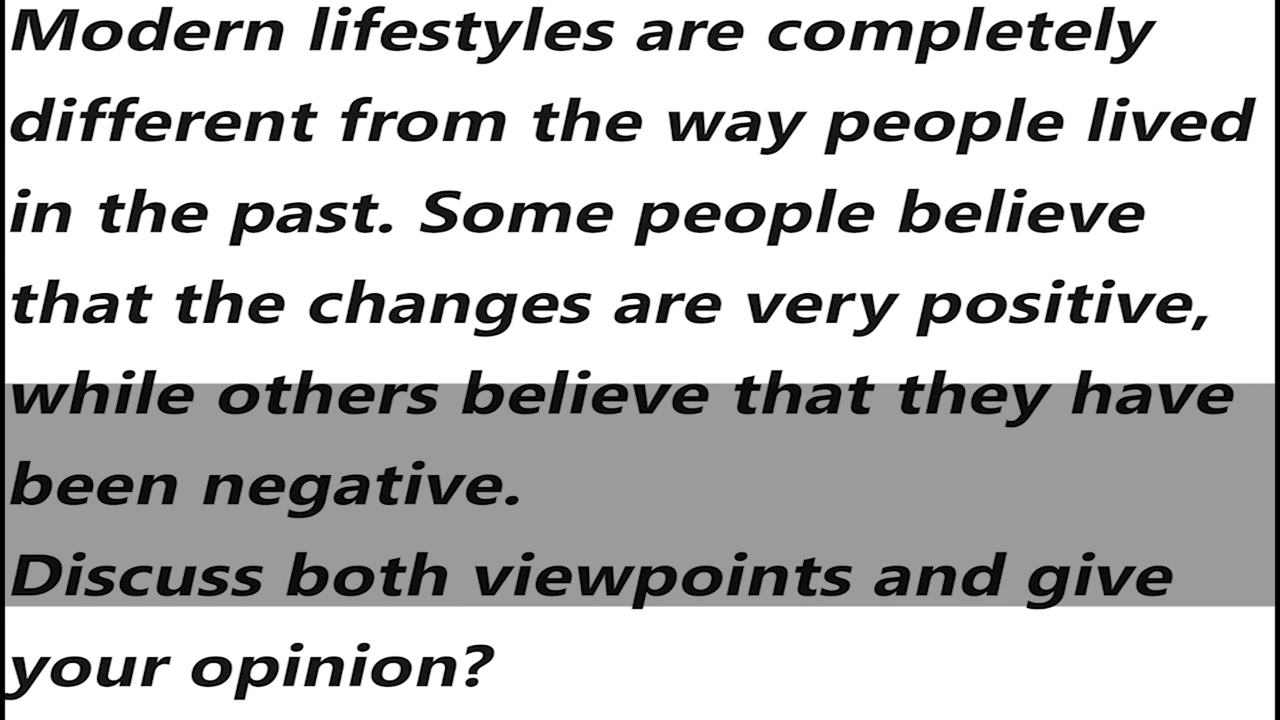 Modern lifestyles are completely
different from the way people lived
in the past. Some people believe
that the changes are very positive,
while others believe that they have
been negative.
Discuss both viewpoints and give
your opinion?